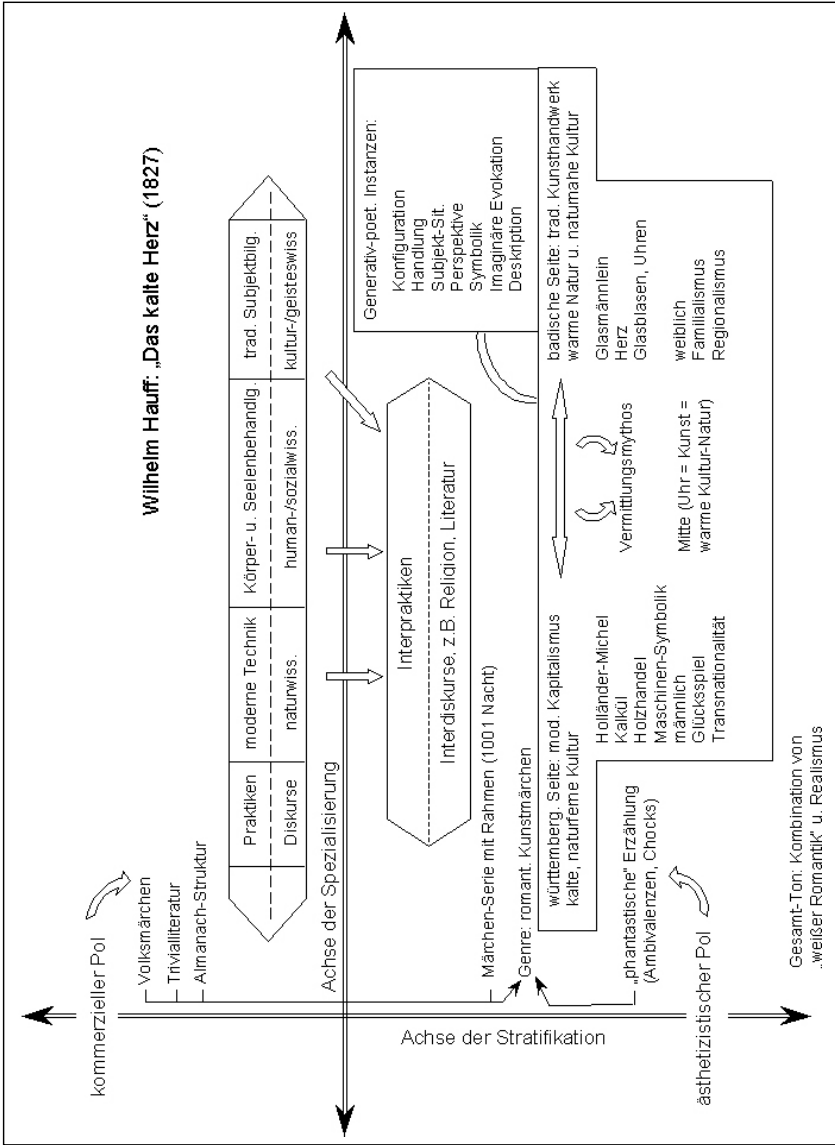 Wilhelm Hauff: „Das kalte Herz“ (1827)
kommerzieller Pol
Volksmärchen
Trivialliteratur
Almanach-Struktur
Praktiken
moderne Technik
Körper- u. Seelenbehandlg.
trad. Subjektbilg.
Diskurse
naturwiss.
human-/sozialwiss.
kultur-/geisteswiss
Achse der Spezialisierung
Interpraktiken
Interdiskurse, z.B. Religion, Literatur
Generativ-poet. Instanzen:
Konfiguration
Handlung
Subjekt-Sit.
Perspektive
Symbolik
Imaginäre Evokation
Deskription
Achse der Stratifikation
Märchen-Serie mit Rahmen (1001 Nacht)
Genre: romant. Kunstmärchen
württemberg. Seite: mod. Kapitalismus
kalte, naturferne Kultur
Holländer-Michel
Kalkül
Holzhandel
Maschinen-Symbolik
männlich
Glücksspiel
Transnationalität
Vermittlungsmythos
Mitte (Uhr = Kunst =
warme Kultur-Natur)
badische Seite: trad. Kunsthandwerk
warme Natur u. naturnahe Kultur
Glasmännlein
Herz
Glasblasen, Uhren
weiblich
Familialismus
Regionalismus
„phantastische“ Erzählung
(Ambivalenzen, Chocks)
ästhetizistischer Pol
Gesamt-Ton: Kombination von
„weißer Romantik“ u. Realismus